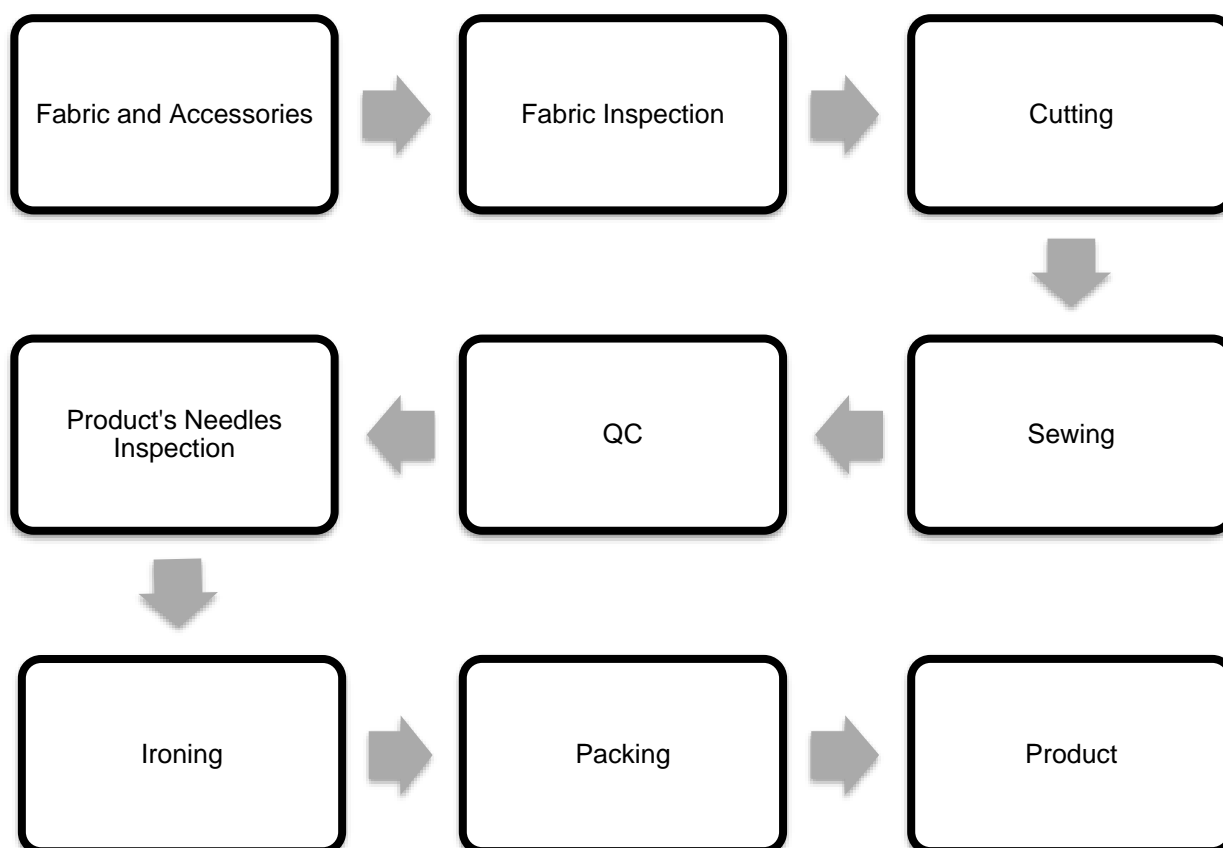 Fabric and Accessories
Fabric Inspection
Cutting
Sewing
QC
Product's Needles
Inspection
Ironing
Packing
Product